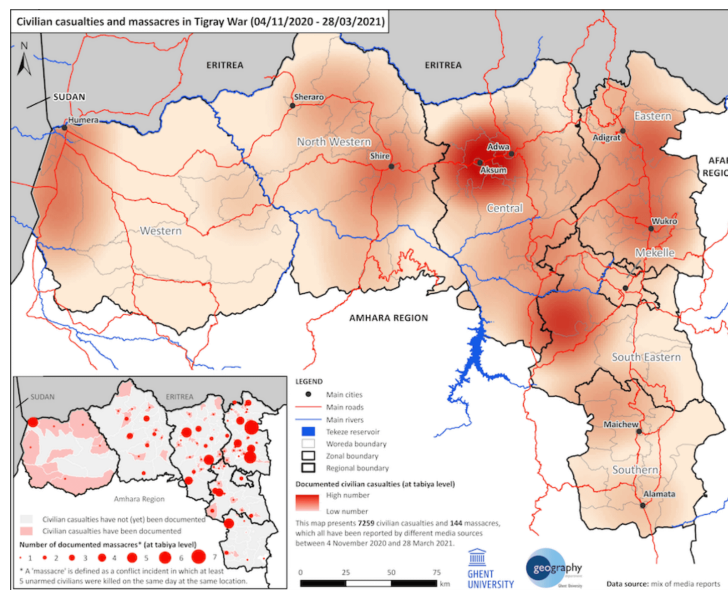 Civilian casualties and massacres in Tigray War (04/11/2020 - 28/03/2021)
N
ERITREA
ERITREA
SUDAN
Humera
Sheraro
North Western
Shire
Adwa
Aksum
Central
Eastern
Adigrat
AFAR
REGION
Western
Wukro
Mekelle
AMHARA REGION
South Eastern
Maichew
Southern
Alamata
LEGEND
Main cities
Main roads
Main rivers
Tekeze reservoir
Woreda boundary
Zonal boundary
Regional boundary
Documented civilian casualties (at tabiya level)
High number
Low number
This map presents 7259 civilian casualties and 144 massacres,
which all have been reported by different media sources
between 4 November 2020 and 28 March 2021.
SUDAN
ERITREA
Amhara Region
Civilian casualties have not (yet) been documented
Civilian casualties have been documented
Number of documented massacres* (at tabiya level)
1 2 3 4 5 6 7
* A 'massacre' is defined as a conflict incident in which at least
5 unarmed civilians were killed on the same day at the same location.
GHENT
UNIVERSITY
geography
0 25 50 75
km
Data source: mix of media reports